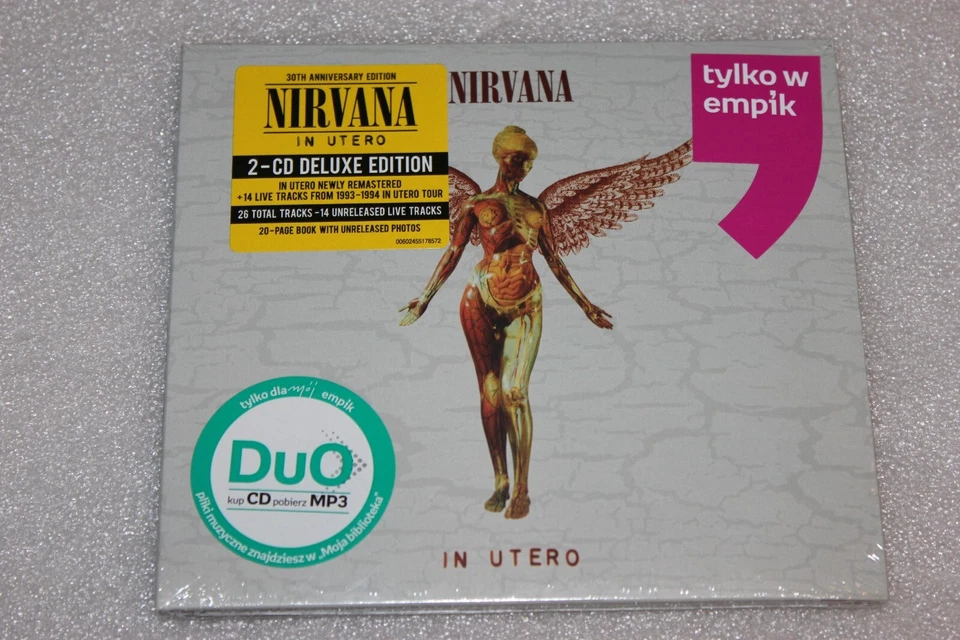 30TH ANNIVERSARY EDITION
NIRVANA
IN UTERO
2-CD DELUXE EDITION
IN UTERO NEWLY REMASTERED
+14 LIVE TRACKS FROM 1993-1994 IN UTERO TOUR
26 TOTAL TRACKS - 14 UNRELEASED LIVE TRACKS
20-PAGE BOOK WITH UNRELEASED PHOTOS
00602455178572
NIRVANA
tylko w
empik
tylko dla mój empik
DuO
kup CD pobierz MP3
pliki muzyczne znajdziesz w „Moja biblioteka"
IN UTERO